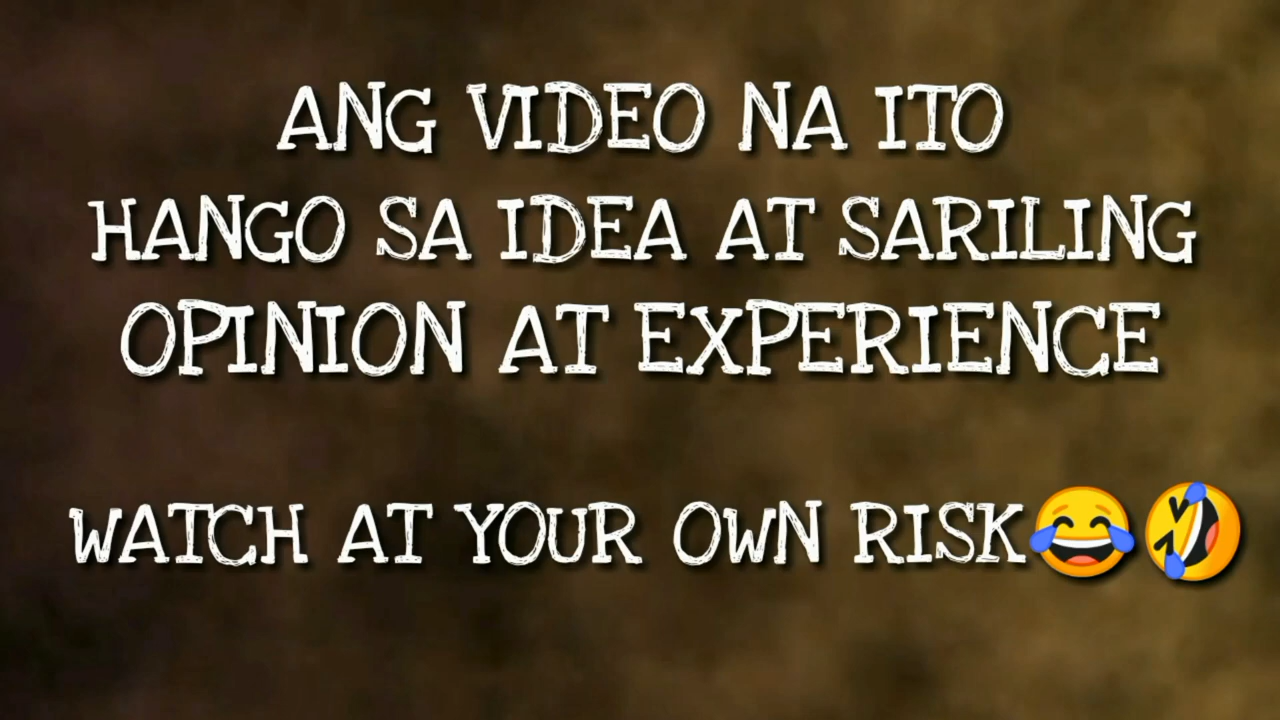 ANG VIDEO NA ITO
HANGO SA IDEA AT SARILING
OPINION AT EXPERIENCE
WATCH AT YOUR OWN RISK😂🤣